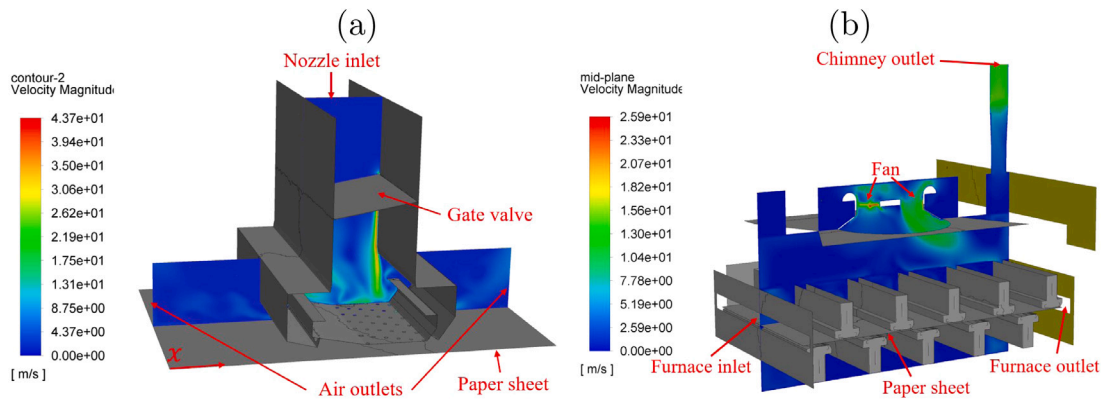 (a)
Nozzle inlet
contour-2
Velocity Magnitude
4.37e+01
3.94e+01
3.50e+01
3.06e+01
2.62e+01
2.19e+01
1.75e+01
1.31e+01
8.75e+00
4.37e+00
0.00e+00
[ m/s ]
Gate valve
x
Air outlets
Paper sheet
(b)
Chimney outlet
mid-plane
Velocity Magnitude
2.59e+01
2.33e+01
2.07e+01
1.81e+01
1.56e+01
1.30e+01
1.04e+01
7.78e+00
5.19e+00
2.59e+00
0.00e+00
[ m/s ]
Fan
Furnace inlet
Paper sheet
Furnace outlet